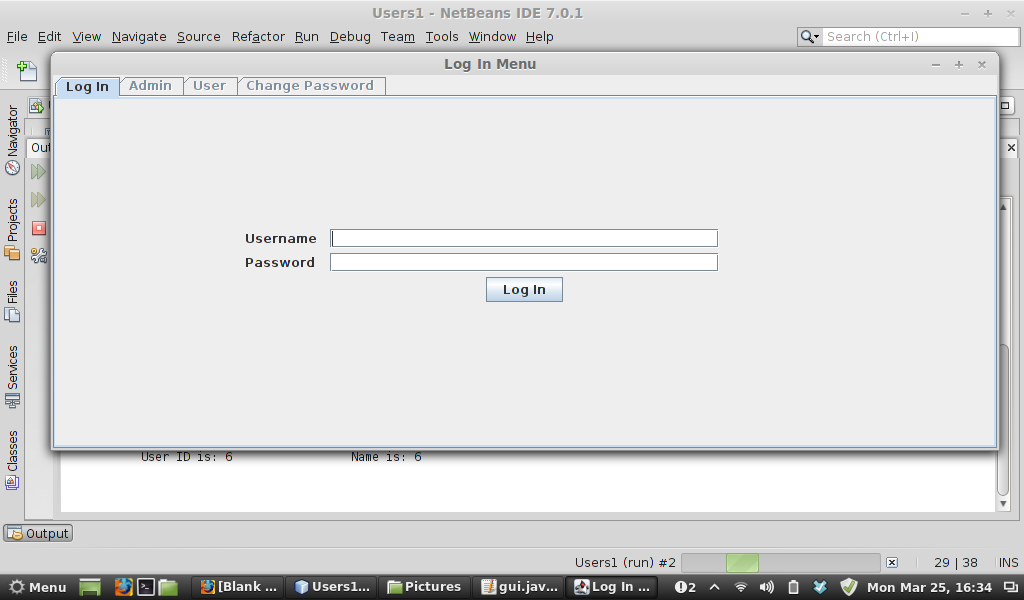 Users1 - NetBeans IDE 7.0.1
File Edit View Navigate Source Refactor Run Debug Team Tools Window Help
Search (Ctrl+I)
Log In Menu
Log In Admin User Change Password
Navigator
Projects
Files
Services
Classes
Out
Username
Password
Log In
User ID is: 6 Name is: 6
Output
Users1 (run) #2
29 | 38 INS
Menu [Blank ... Users1... Pictures gui.jav... Log In ... 2 Mon Mar 25, 16:34